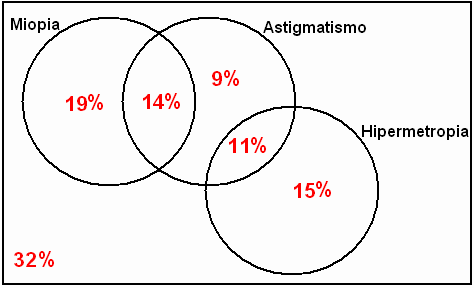 Miopia
Astigmatismo
9%
19%
14%
Hipermetropia
11%
15%
32%